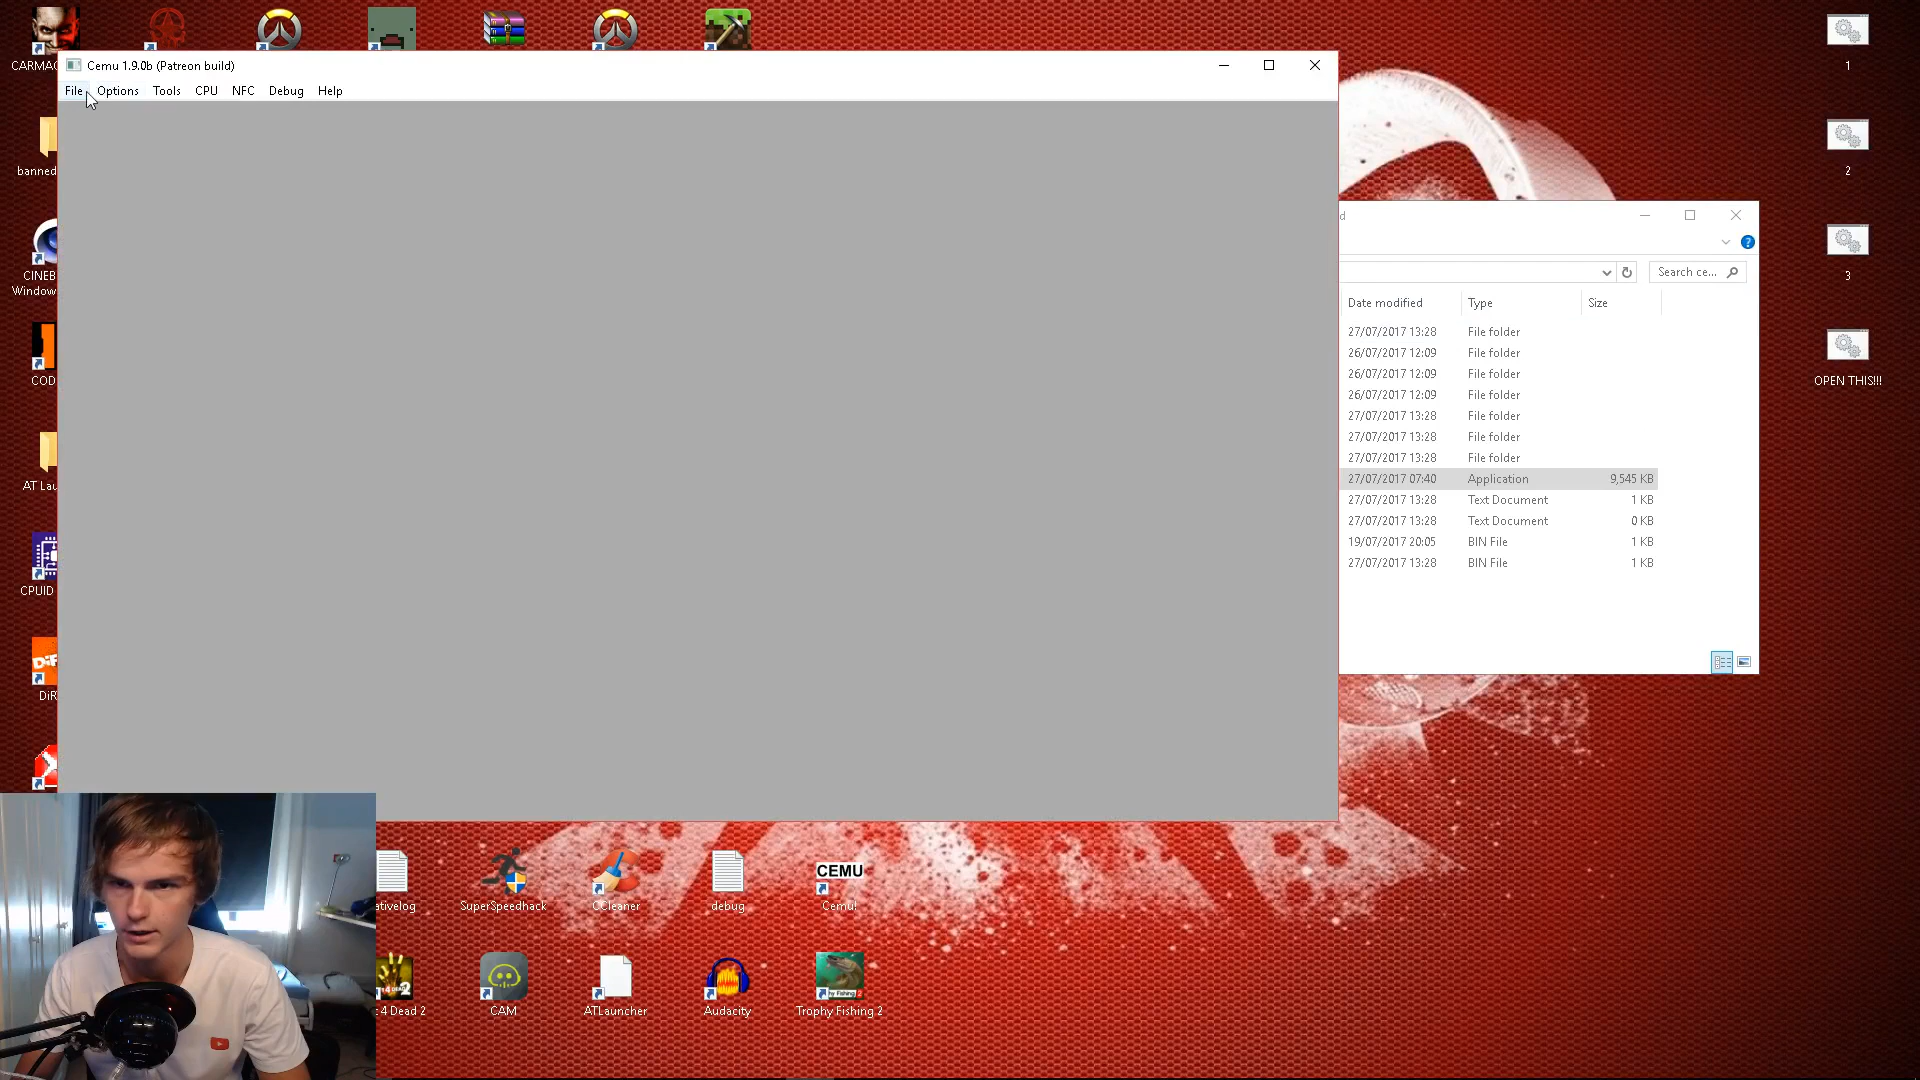 CARMA
1
Cemu 1.9.0b (Patreon build)
File Options Tools CPU NFC Debug Help
banned
2
d
Search ce...
CINEB
Window
3
Date modified Type Size
27/07/2017 13:28 File folder
26/07/2017 12:09 File folder
26/07/2017 12:09 File folder
26/07/2017 12:09 File folder
27/07/2017 13:28 File folder
27/07/2017 13:28 File folder
27/07/2017 13:28 File folder
27/07/2017 07:40 Application 9,545 KB
27/07/2017 13:28 Text Document 1 KB
27/07/2017 13:28 Text Document 0 KB
19/07/2017 20:05 BIN File 1 KB
27/07/2017 13:28 BIN File 1 KB
COD
OPEN THIS!!!
AT Lau
CPUID
DiR
DiR
CEMU
ativelog SuperSpeedhack CCleaner debug Cemu!
hy Fishing 2
t 4 Dead 2 CAM ATLauncher Audacity Trophy Fishing 2